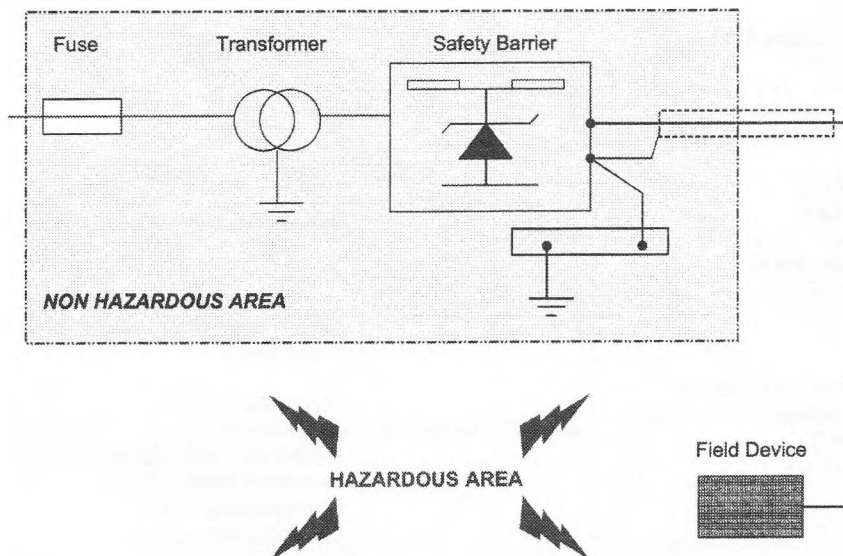 Fuse
Transformer
Safety Barrier
NON HAZARDOUS AREA
HAZARDOUS AREA
Field Device